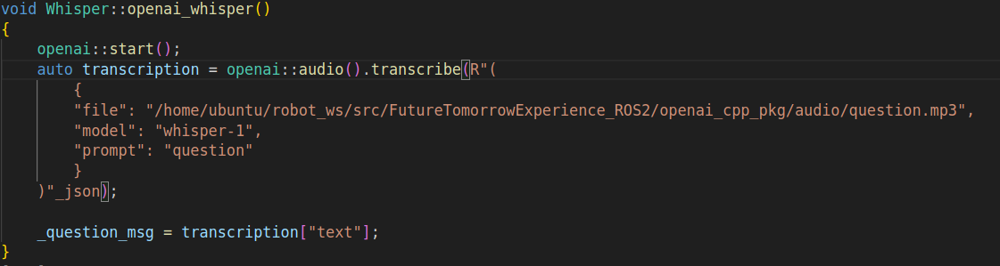 void Whisper::openai_whisper()
{
    openai::start();
    auto transcription = openai::audio().transcribe(R"(
        {
        "file": "/home/ubuntu/robot_ws/src/FutureTomorrowExperience_ROS2/openai_cpp_pkg/audio/question.mp3",
        "model": "whisper-1",
        "prompt": "question"
        }
    )"_json);

    _question_msg = transcription["text"];
}